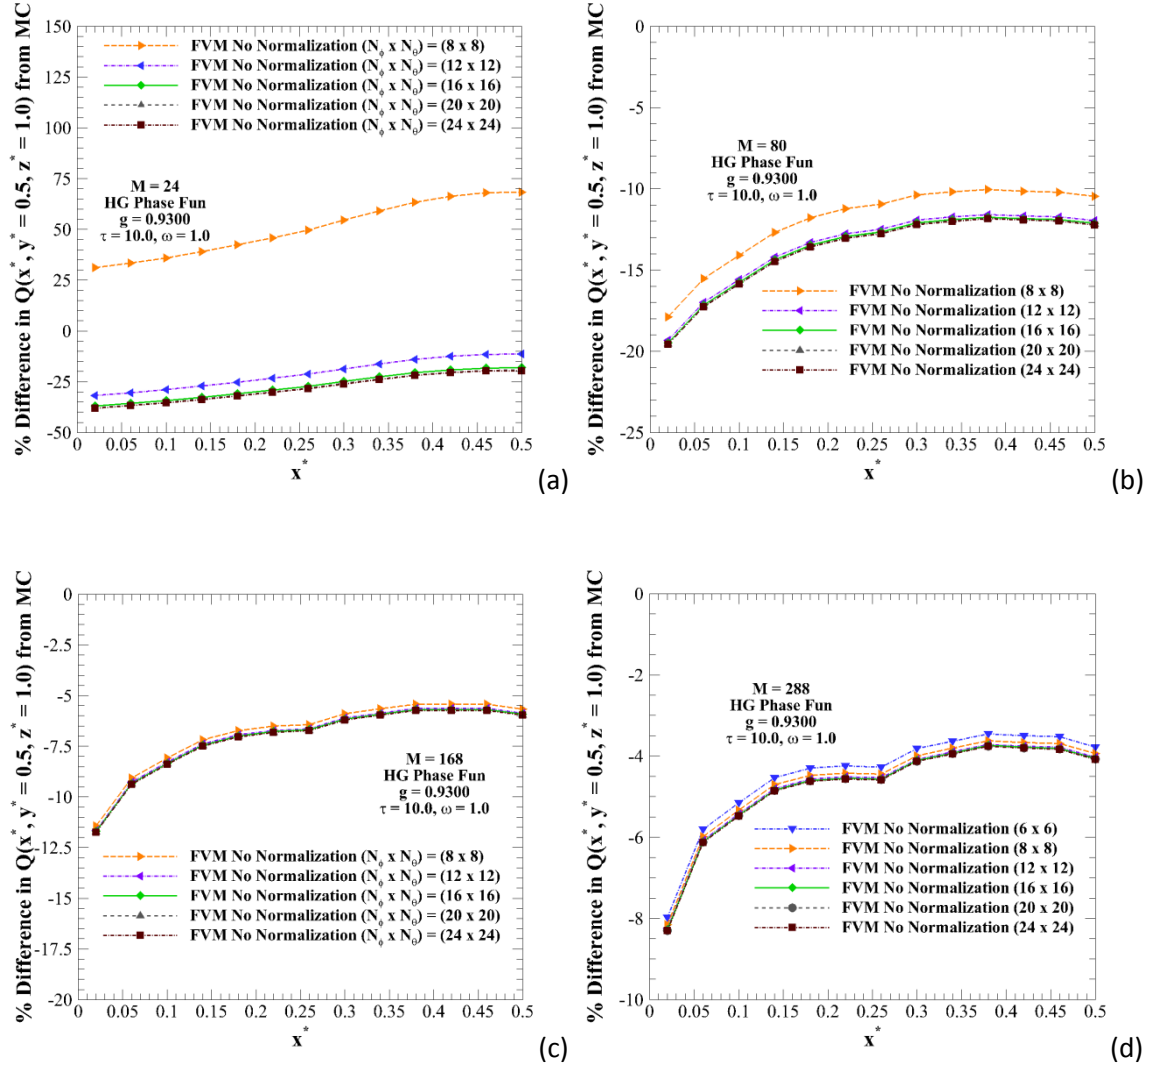 % Difference in Q(x*, y* = 0.5, z* = 1.0) from MC
150
125
100
75
50
25
0
-25
-50
FVM No Normalization (Nϕ x Nθ) = (8 x 8)
FVM No Normalization (Nϕ x Nθ) = (12 x 12)
FVM No Normalization (Nϕ x Nθ) = (16 x 16)
FVM No Normalization (Nϕ x Nθ) = (20 x 20)
FVM No Normalization (Nϕ x Nθ) = (24 x 24)
M = 24
HG Phase Fun
g = 0.9300
τ = 10.0, ω = 1.0
0 0.05 0.1 0.15 0.2 0.25 0.3 0.35 0.4 0.45 0.5
x*
(a)
% Difference in Q(x*, y* = 0.5, z* = 1.0) from MC
0
-5
-10
-15
-20
-25
M = 80
HG Phase Fun
g = 0.9300
τ = 10.0, ω = 1.0
FVM No Normalization (8 x 8)
FVM No Normalization (12 x 12)
FVM No Normalization (16 x 16)
FVM No Normalization (20 x 20)
FVM No Normalization (24 x 24)
0 0.05 0.1 0.15 0.2 0.25 0.3 0.35 0.4 0.45 0.5
x*
(b)
% Difference in Q(x*, y* = 0.5, z* = 1.0) from MC
0
-2.5
-5
-7.5
-10
-12.5
-15
-17.5
-20
M = 168
HG Phase Fun
g = 0.9300
τ = 10.0, ω = 1.0
FVM No Normalization (Nϕ x Nθ) = (8 x 8)
FVM No Normalization (Nϕ x Nθ) = (12 x 12)
FVM No Normalization (Nϕ x Nθ) = (16 x 16)
FVM No Normalization (Nϕ x Nθ) = (20 x 20)
FVM No Normalization (Nϕ x Nθ) = (24 x 24)
0 0.05 0.1 0.15 0.2 0.25 0.3 0.35 0.4 0.45 0.5
x*
(c)
% Difference in Q(x*, y* = 0.5, z* = 1.0) from MC
0
-2
-4
-6
-8
-10
M = 288
HG Phase Fun
g = 0.9300
τ = 10.0, ω = 1.0
FVM No Normalization (6 x 6)
FVM No Normalization (8 x 8)
FVM No Normalization (12 x 12)
FVM No Normalization (16 x 16)
FVM No Normalization (20 x 20)
FVM No Normalization (24 x 24)
0 0.05 0.1 0.15 0.2 0.25 0.3 0.35 0.4 0.45 0.5
x*
(d)